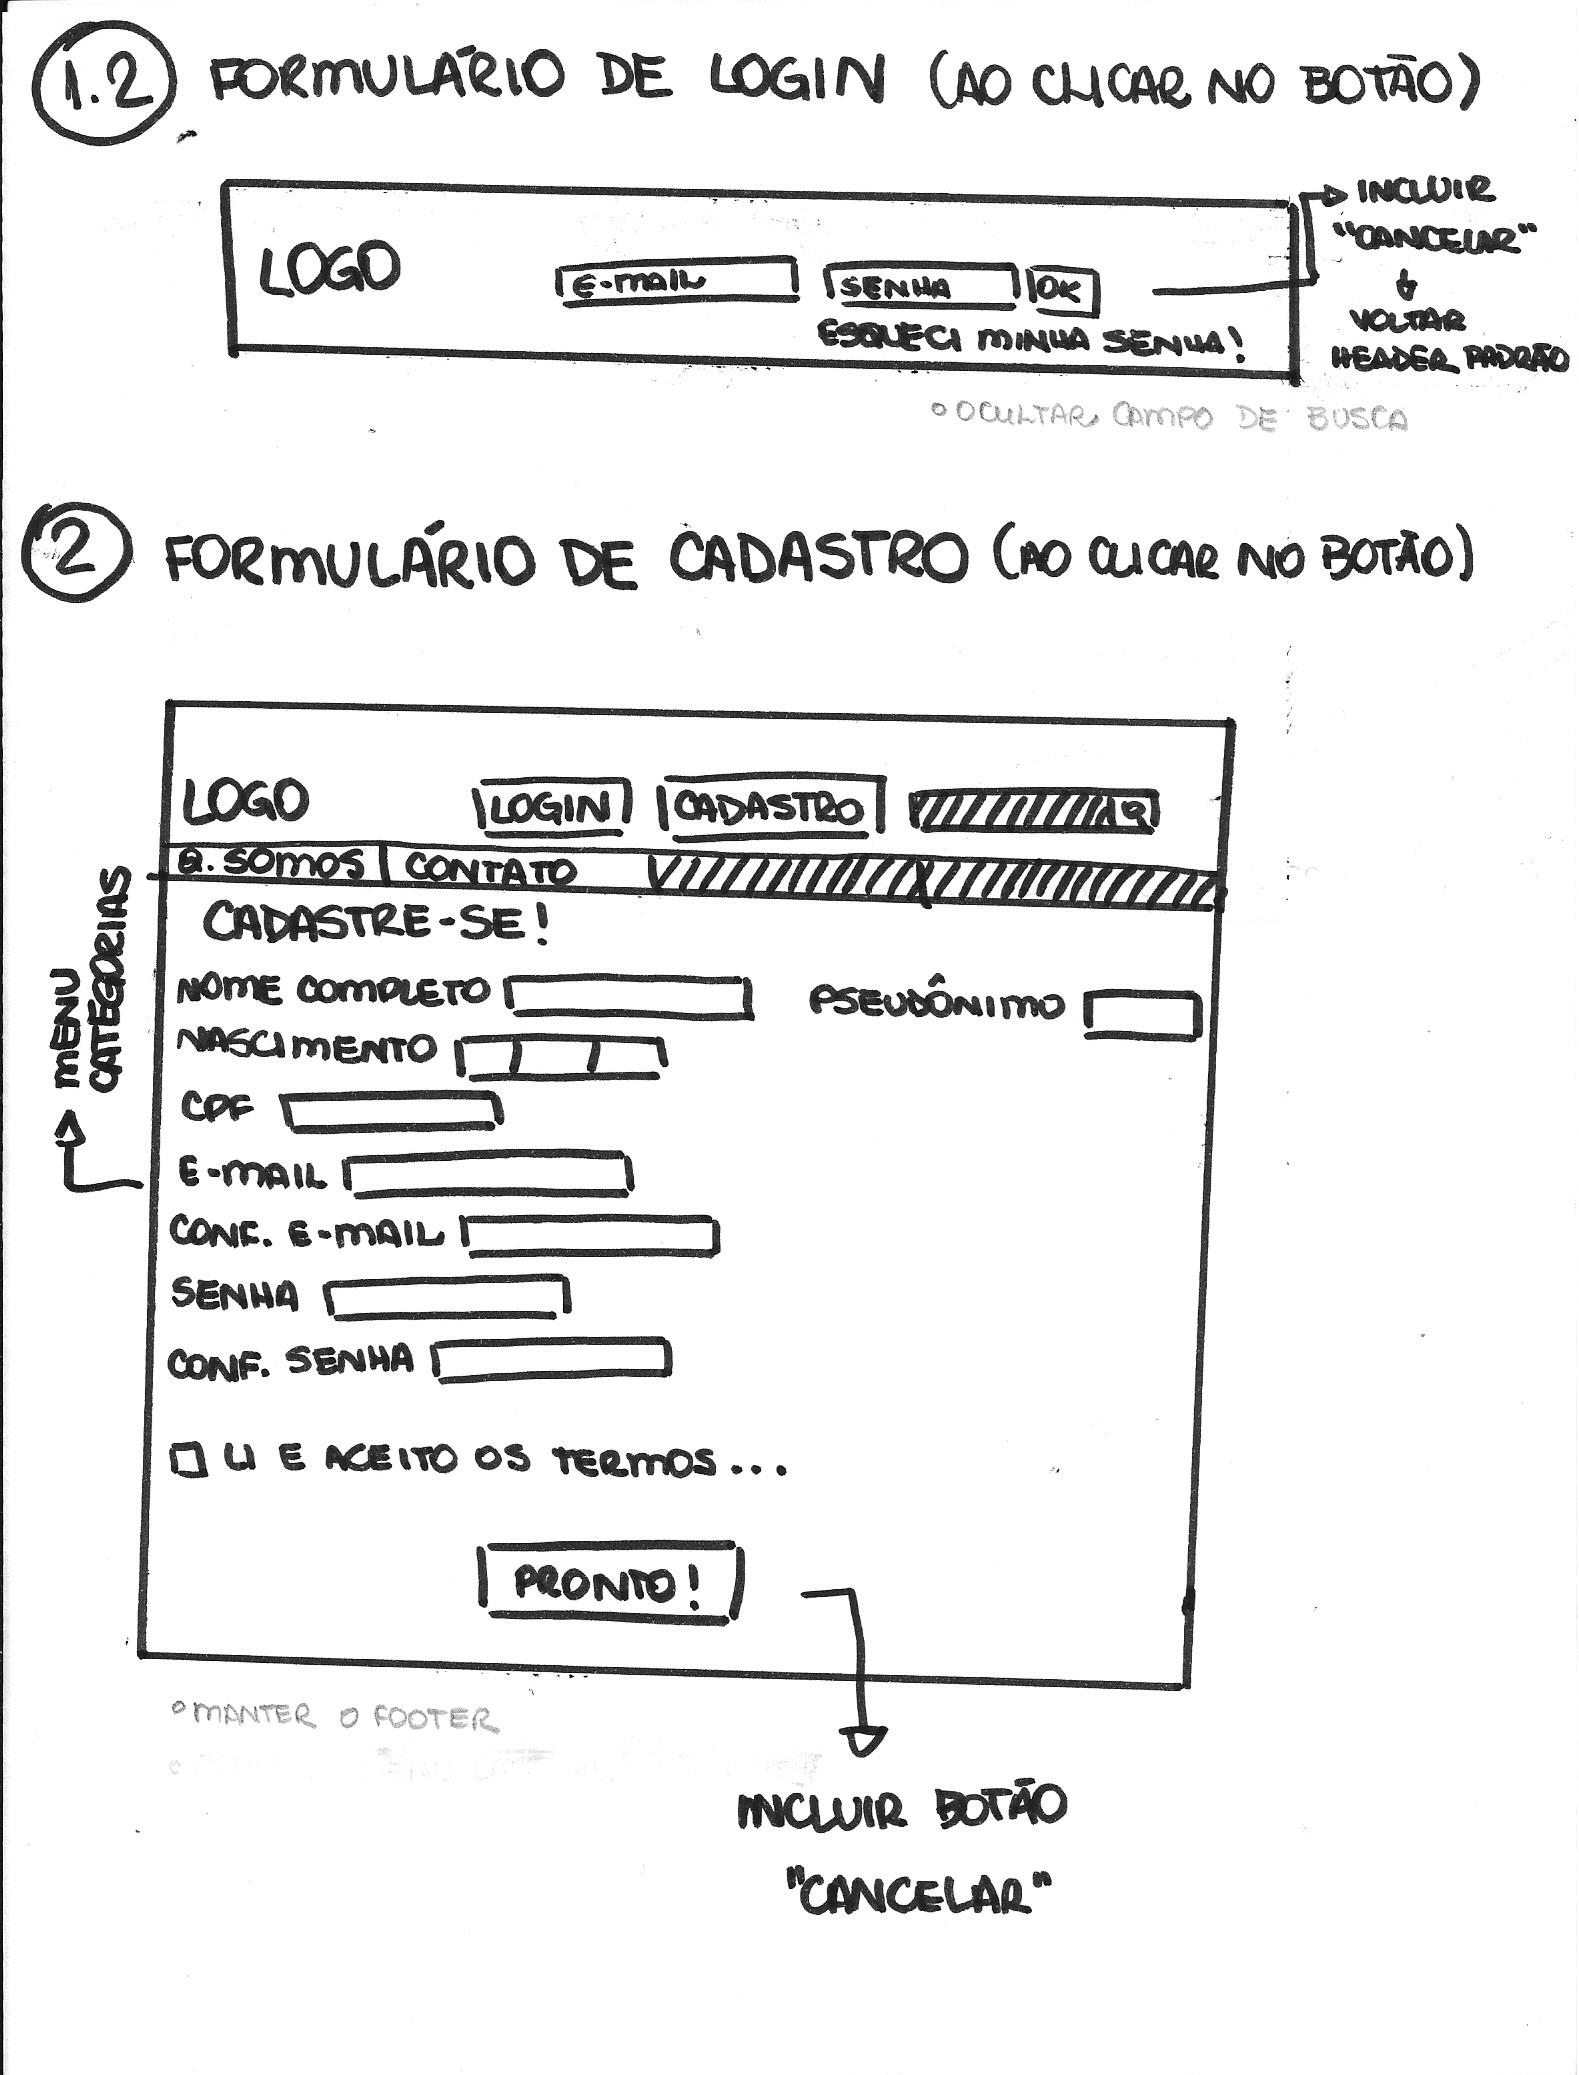 1.2 FORMULÁRIO DE LOGIN (AO CLICAR NO BOTÃO)
LOGO E-MAIL SENHA OK
ESQUECI MINHA SENHA!
INCLUIR
"CANCELAR"
VOLTAR
HEADER PADRÃO
OCULTAR CAMPO DE BUSCA
2 FORMULÁRIO DE CADASTRO (AO CLICAR NO BOTÃO)
LOGO LOGIN CADASTRO
Q. SOMOS CONTATO
MENU
CATEGORIAS
CADASTRE-SE!
NOME COMPLETO PSEUDÔNIMO
NASCIMENTO
CPF
E-MAIL
CONF. E-MAIL
SENHA
CONF. SENHA
LI E ACEITO OS TERMOS...
PRONTO!
MANTER O FOOTER
INCLUIR BOTÃO
"CANCELAR"